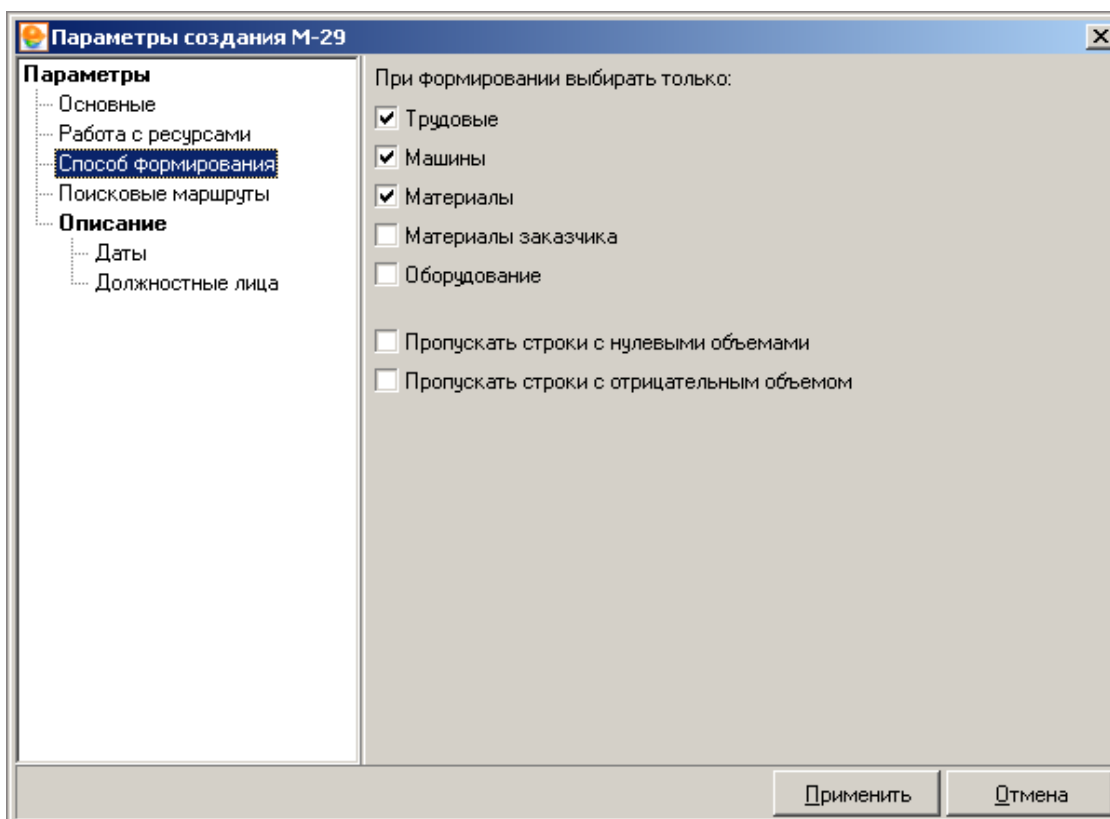 Параметры создания М-29
Параметры
Основные
Работа с ресурсами
Способ формирования
Поисковые маршруты
Описание
Даты
Должностные лица
При формировании выбирать только:
Трудовые
Машины
Материалы
Материалы заказчика
Оборудование
Пропускать строки с нулевыми объемами
Пропускать строки с отрицательным объемом
Применить
Отмена